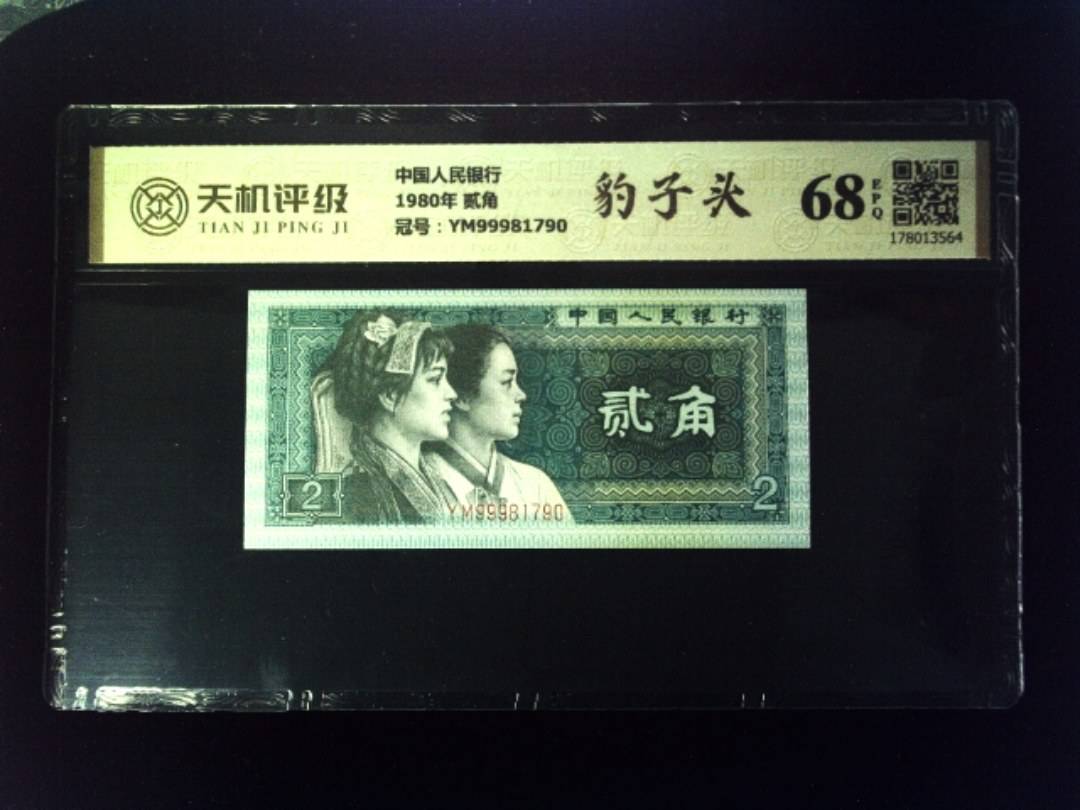 天机评级
TIAN JI PING JI
中国人民银行
1980年 贰角
冠号：YM99981790
豹子头
68
EPQ
178013564
中国人民银行
贰角
2
2
YM99981790